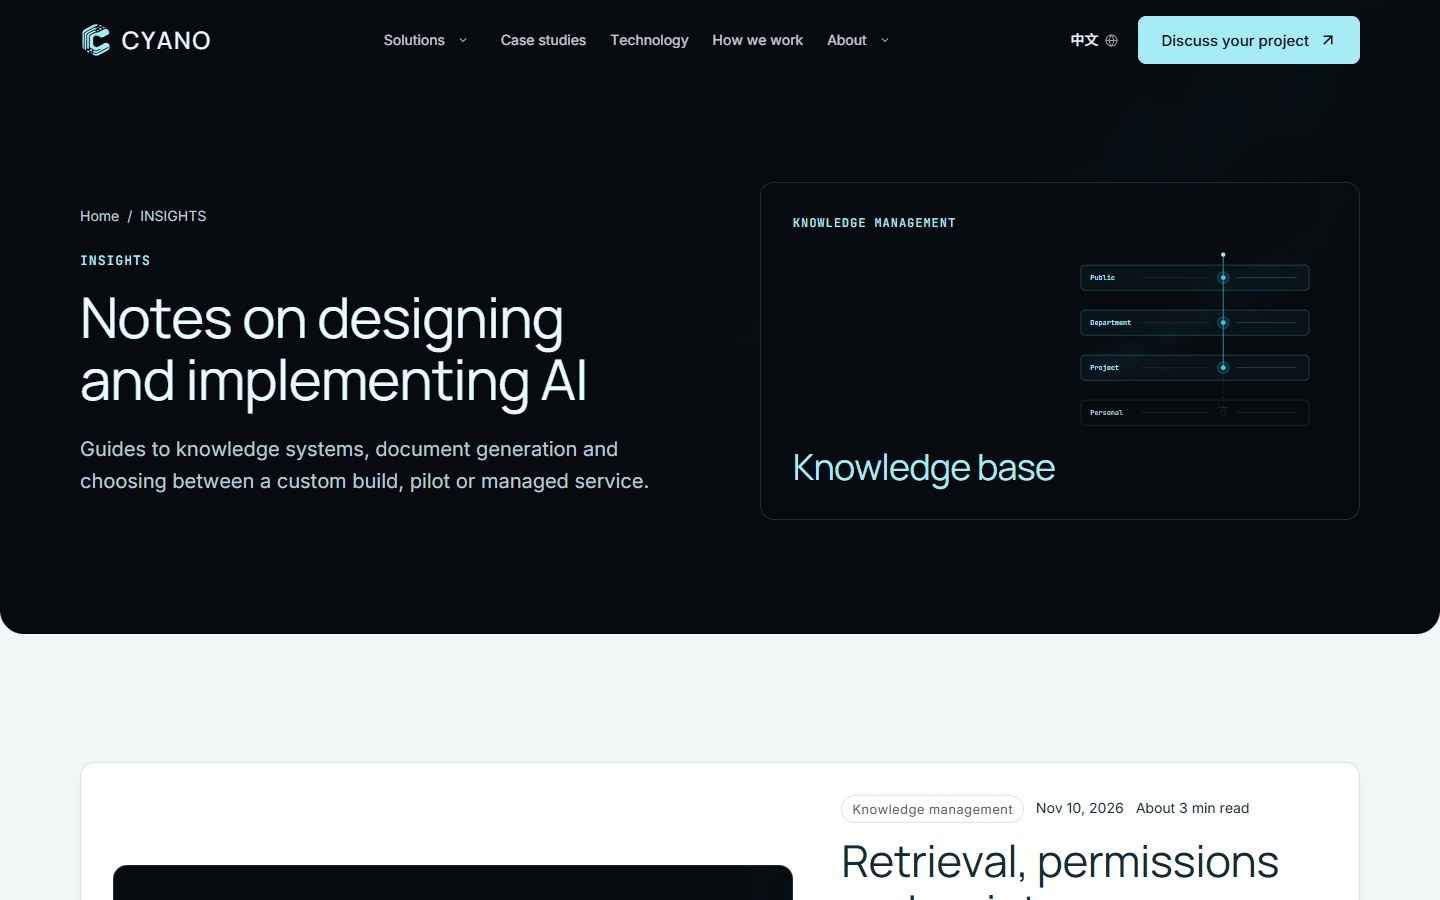 CYANO
Solutions
Case studies
Technology
How we work
About
中文
Discuss your project
Home / INSIGHTS
INSIGHTS
Notes on designing
and implementing AI
Guides to knowledge systems, document generation and
choosing between a custom build, pilot or managed service.
KNOWLEDGE MANAGEMENT
Public
Department
Project
Personal
Knowledge base
Knowledge management
Nov 10, 2026
About 3 min read
Retrieval, permissions